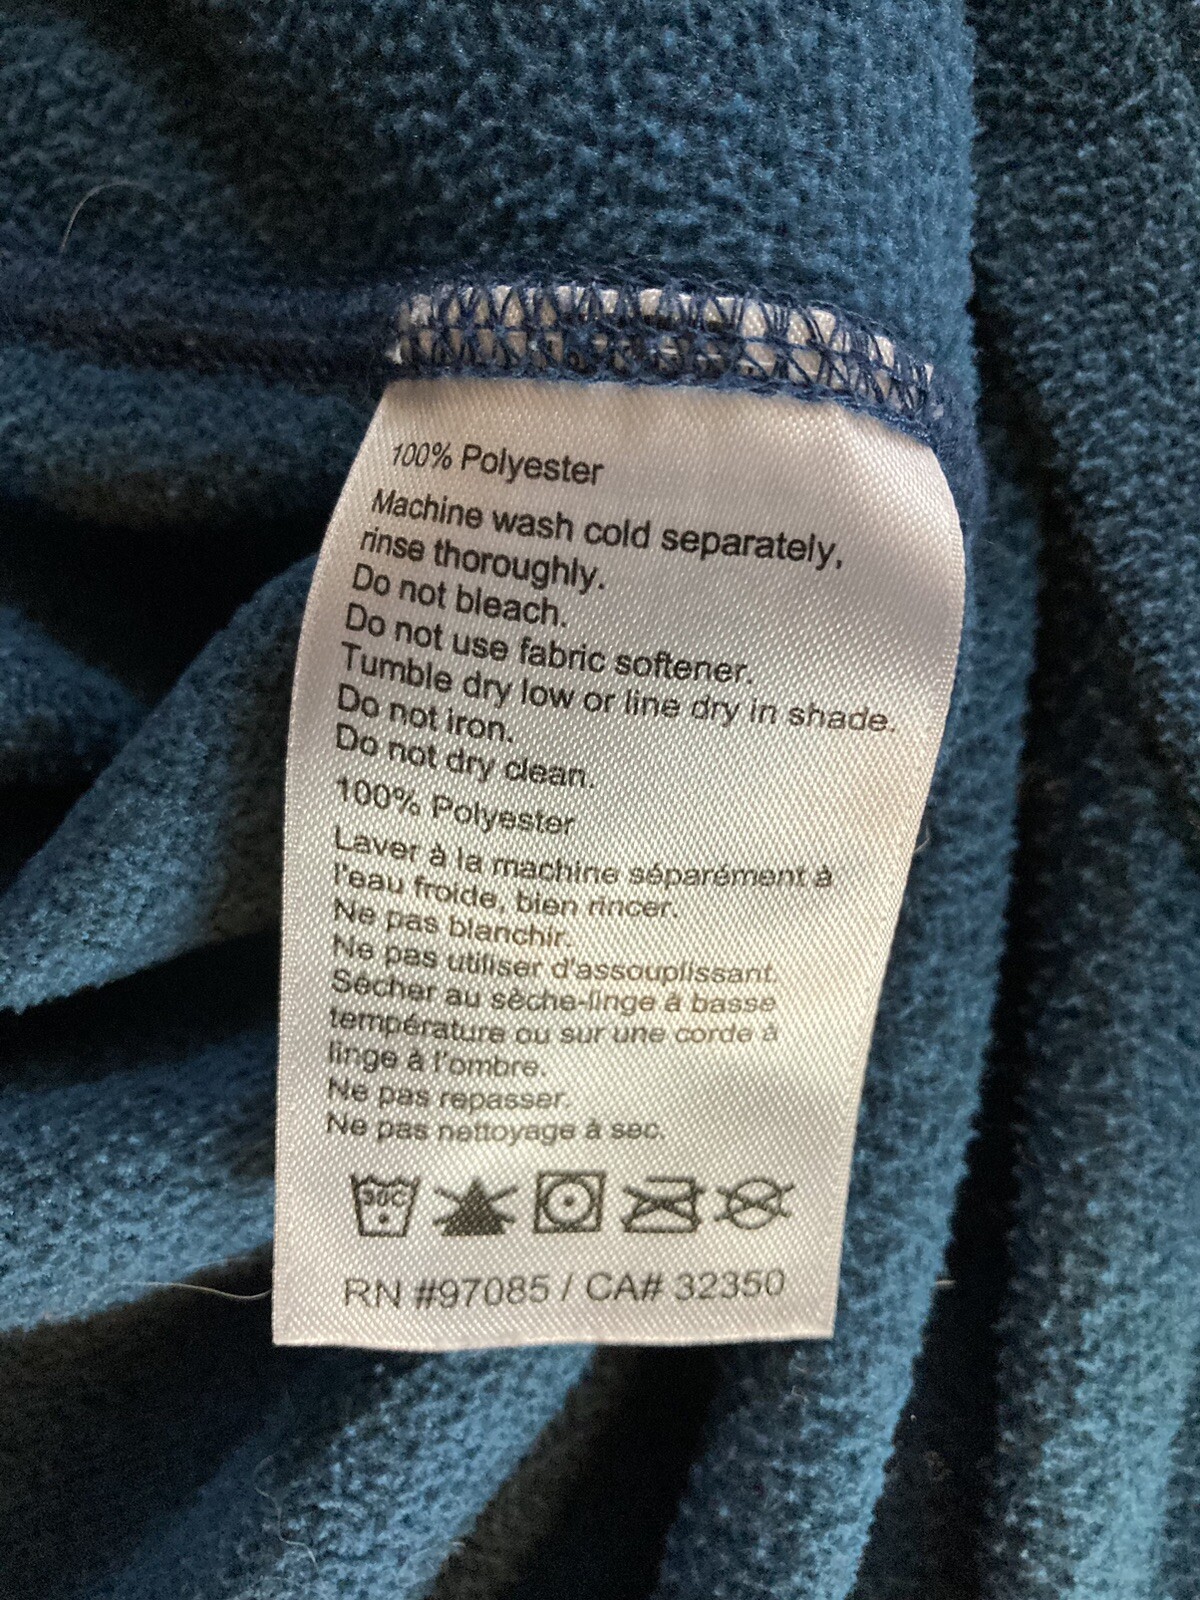 100% Polyester
Machine wash cold separately,
rinse thoroughly.
Do not bleach.
Do not use fabric softener.
Tumble dry low or line dry in shade.
Do not iron.
Do not dry clean.
100% Polyester
Laver à la machine séparément à
l'eau froide, bien rincer.
Ne pas blanchir.
Ne pas utiliser d'assouplissant.
Sécher au sèche-linge à basse
température ou sur une corde à
linge à l'ombre.
Ne pas repasser.
Ne pas nettoyage à sec.
30C
RN #97085 / CA# 32350